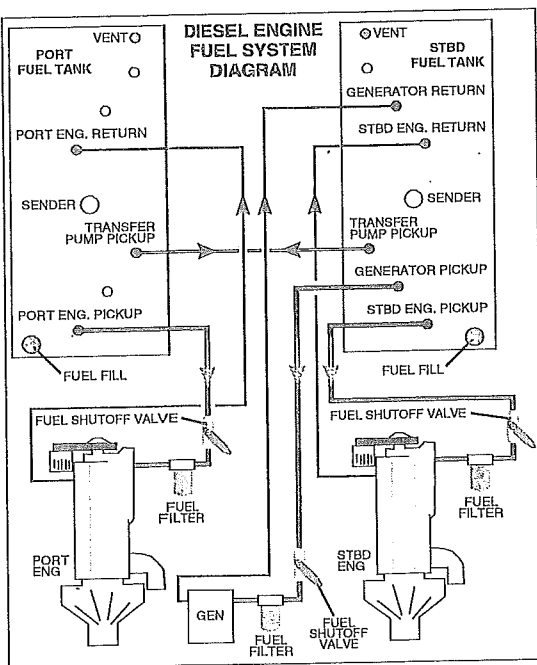 DIESEL ENGINE
FUEL SYSTEM
DIAGRAM
VENT
PORT
FUEL TANK
PORT ENG. RETURN
SENDER
TRANSFER
PUMP PICKUP
PORT ENG. PICKUP
FUEL FILL
FUEL SHUTOFF VALVE
FUEL
FILTER
PORT
ENG
VENT
STBD
FUEL TANK
GENERATOR RETURN
STBD ENG. RETURN
SENDER
TRANSFER
PUMP PICKUP
GENERATOR PICKUP
STBD ENG. PICKUP
FUEL FILL
FUEL SHUTOFF VALVE
FUEL
FILTER
STBD
ENG
GEN
FUEL
FILTER
FUEL
SHUTOFF
VALVE